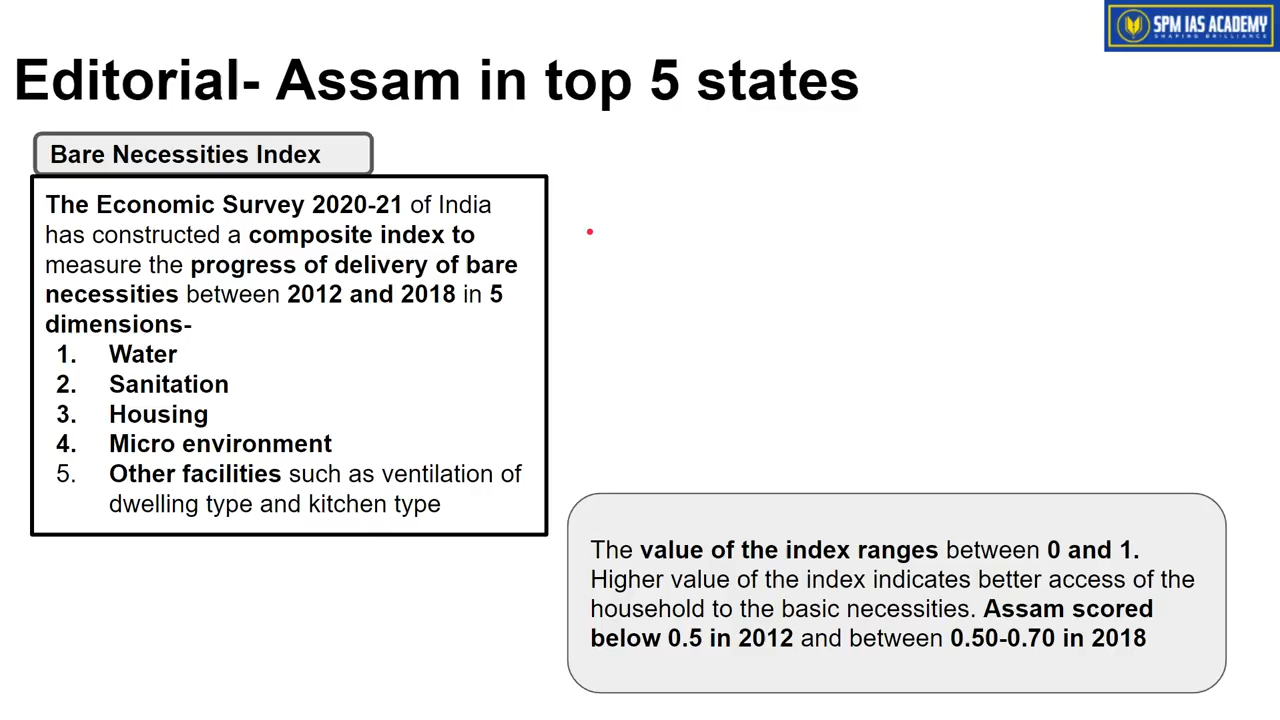 SPM IAS ACADEMY
SHAPING BRILLIANCE
Editorial- Assam in top 5 states
Bare Necessities Index
The Economic Survey 2020-21 of India
has constructed a composite index to
measure the progress of delivery of bare
necessities between 2012 and 2018 in 5
dimensions-
1. Water
2. Sanitation
3. Housing
4. Micro environment
5. Other facilities such as ventilation of
dwelling type and kitchen type
The value of the index ranges between 0 and 1.
Higher value of the index indicates better access of the
household to the basic necessities. Assam scored
below 0.5 in 2012 and between 0.50-0.70 in 2018